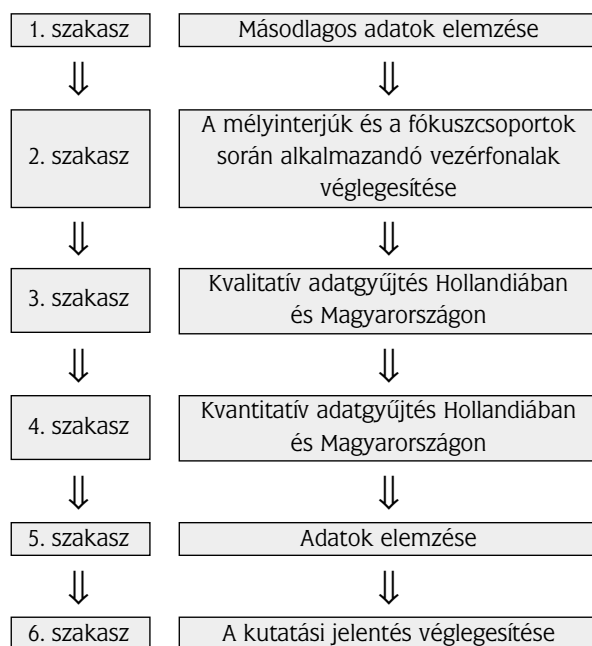 1. szakasz
Másodlagos adatok elemzése
2. szakasz
A mélyinterjúk és a fókuszcsoportok
során alkalmazandó vezérfonalak
véglegesítése
3. szakasz
Kvalitatív adatgyűjtés Hollandiában
és Magyarországon
4. szakasz
Kvantitatív adatgyűjtés Hollandiában
és Magyarországon
5. szakasz
Adatok elemzése
6. szakasz
A kutatási jelentés véglegesítése